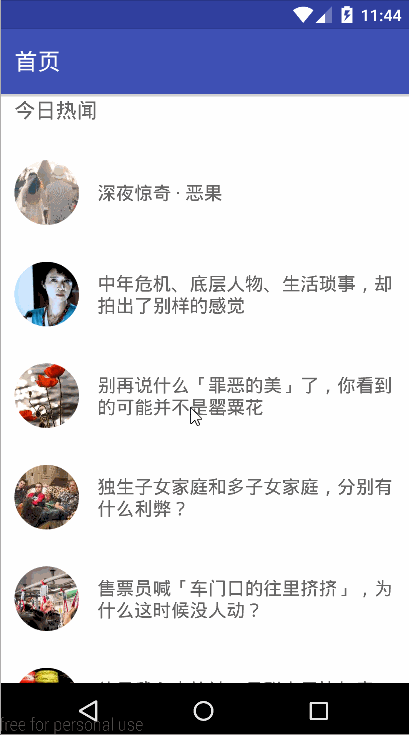 11:44
首页
今日热闻
深夜惊奇 · 恶果
中年危机、底层人物、生活琐事，却
拍出了别样的感觉
别再说什么「罪恶的美」了，你看到
的可能并不是罂粟花
独生子女家庭和多子女家庭，分别有
什么利弊？
售票员喊「车门口的往里挤挤」，为
什么这时候没人动？
free for personal use